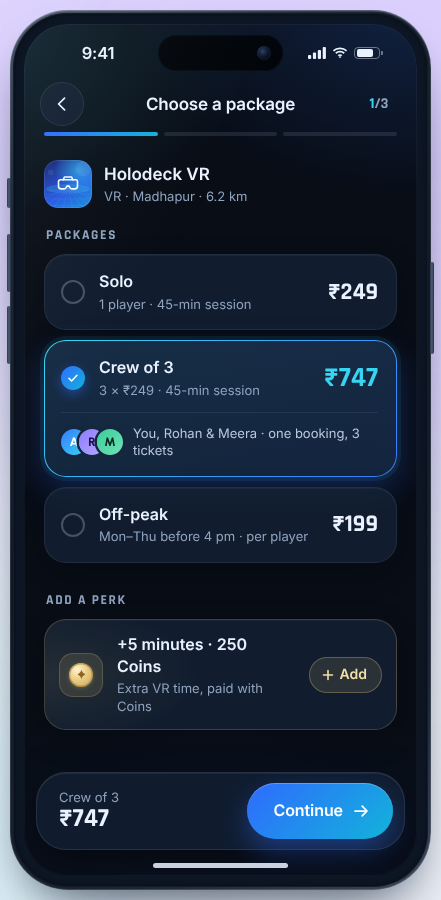 9:41
Choose a package
1/3
Holodeck VR
VR · Madhapur · 6.2 km
PACKAGES
Solo
1 player · 45-min session
₹249
Crew of 3
3 × ₹249 · 45-min session
₹747
A R M
You, Rohan & Meera · one booking, 3
tickets
Off-peak
Mon–Thu before 4 pm · per player
₹199
ADD A PERK
+5 minutes · 250
Coins
Extra VR time, paid with
Coins
+ Add
Crew of 3
₹747
Continue →